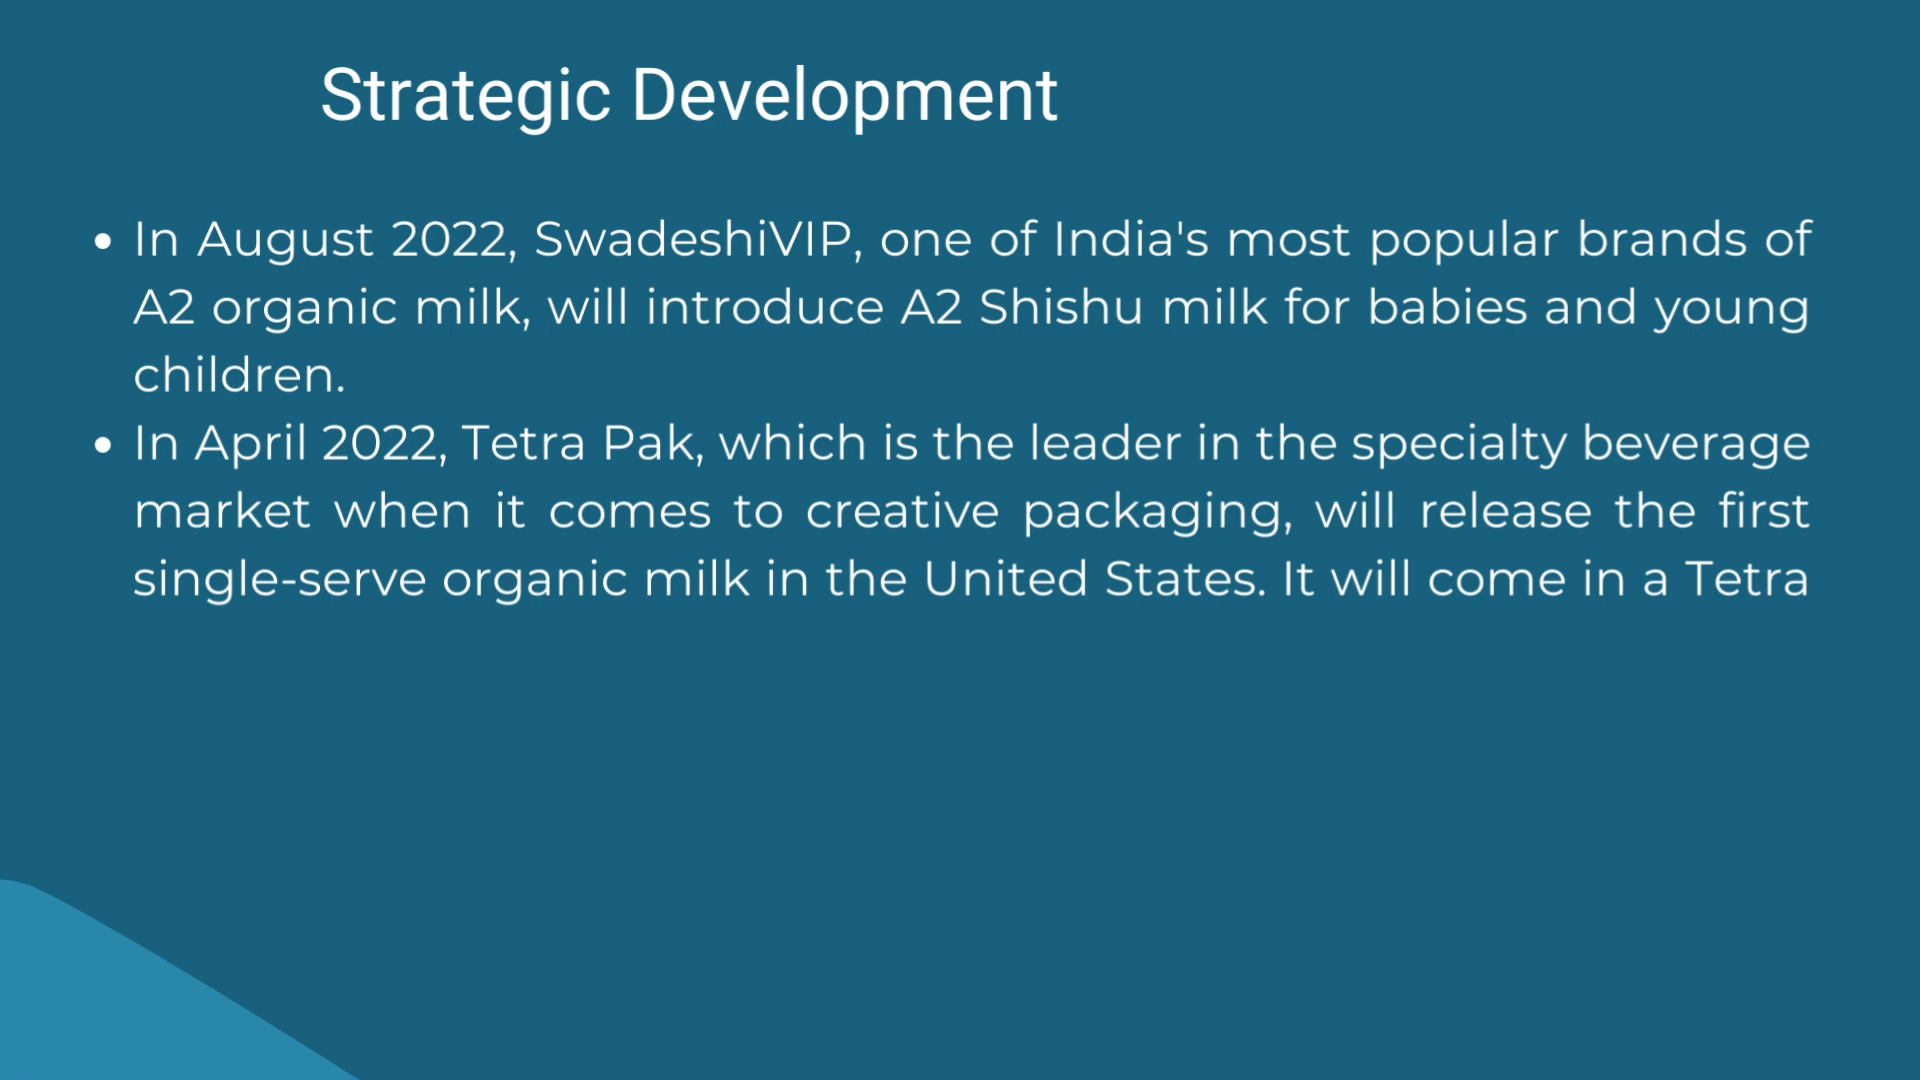 Strategic Development
• In August 2022, SwadeshiVIP, one of India's most popular brands of
A2 organic milk, will introduce A2 Shishu milk for babies and young
children.
• In April 2022, Tetra Pak, which is the leader in the specialty beverage
market when it comes to creative packaging, will release the first
single-serve organic milk in the United States. It will come in a Tetra